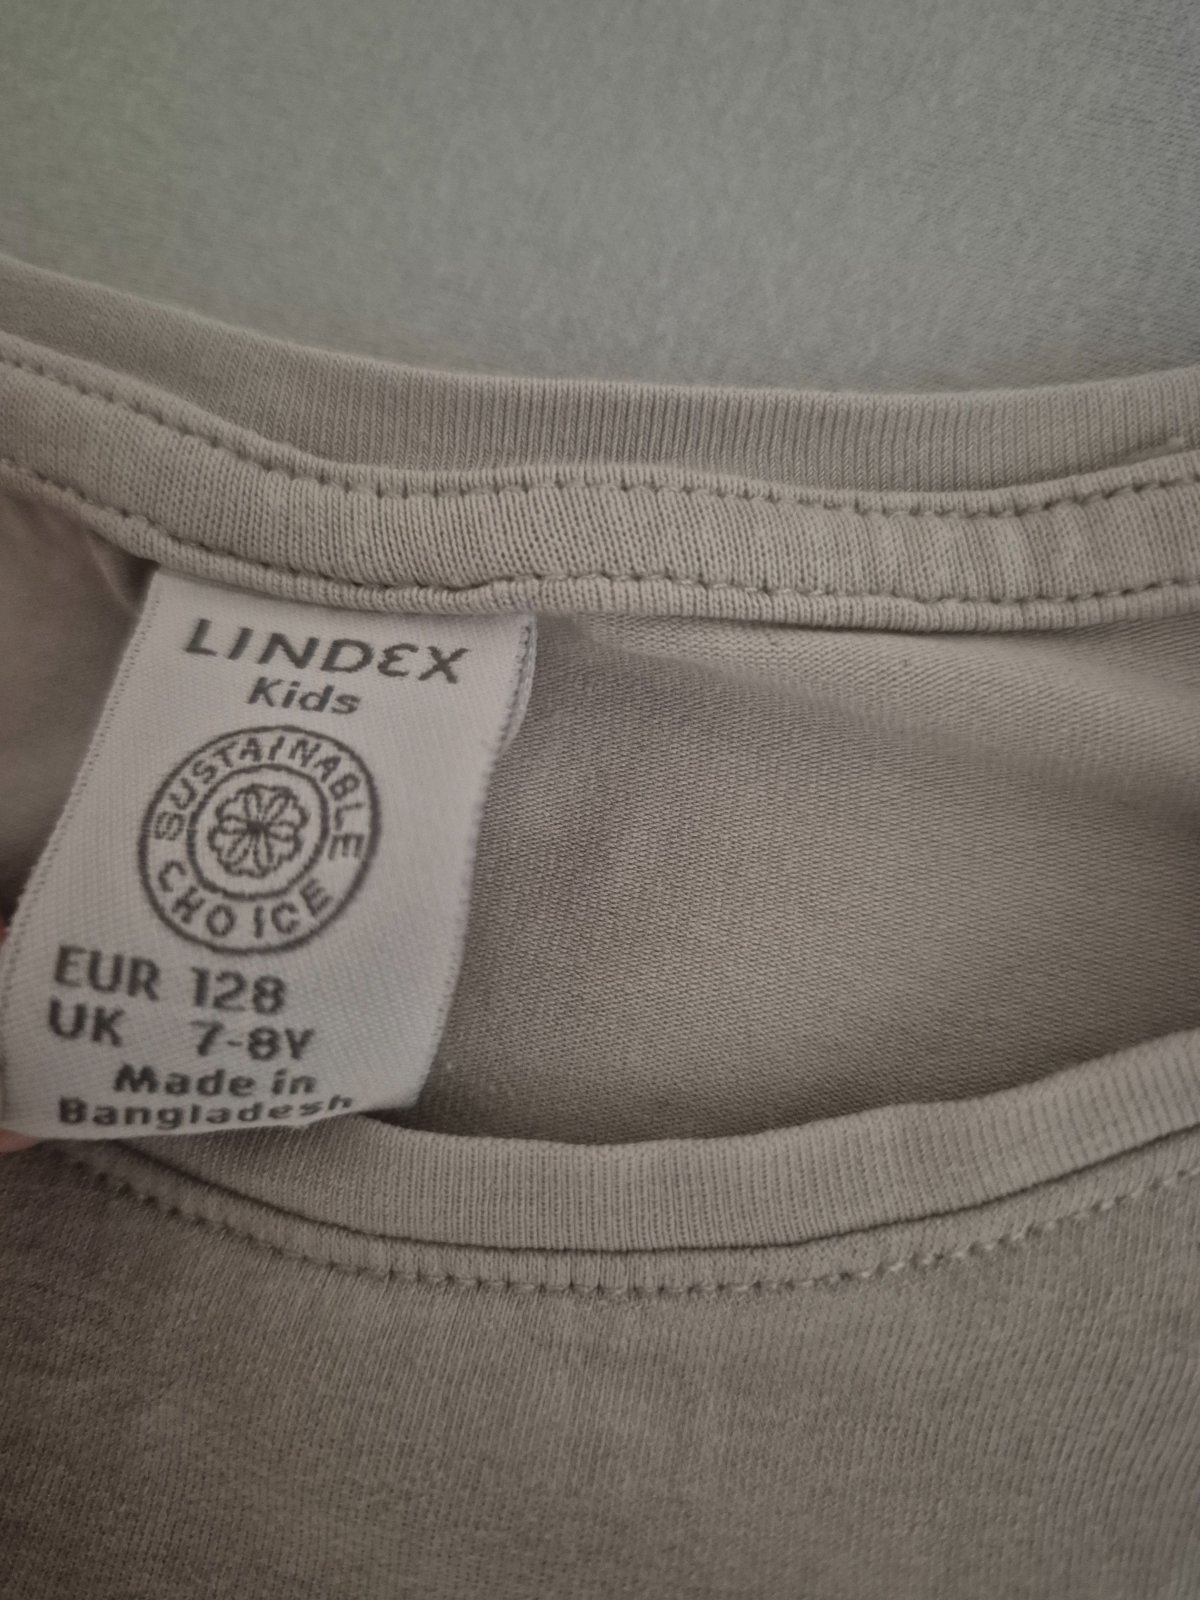 LINDEX
Kids
SUSTAINABLE
CHOICE
EUR 128
UK 7-8Y
Made in
Bangladesh